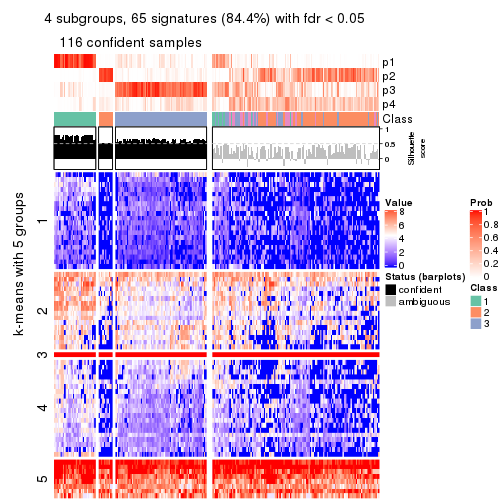 4 subgroups, 65 signatures (84.4%) with fdr < 0.05
116 confident samples
p1
p2
p3
p4
Class
1
0.5
0
Silhouette
score
k-means with 5 groups
1
2
3
4
5
Value
8
6
4
2
0
Prob
1
0.8
0.6
0.4
0.2
0
Status (barplots)
confident
ambiguous
Class
1
2
3